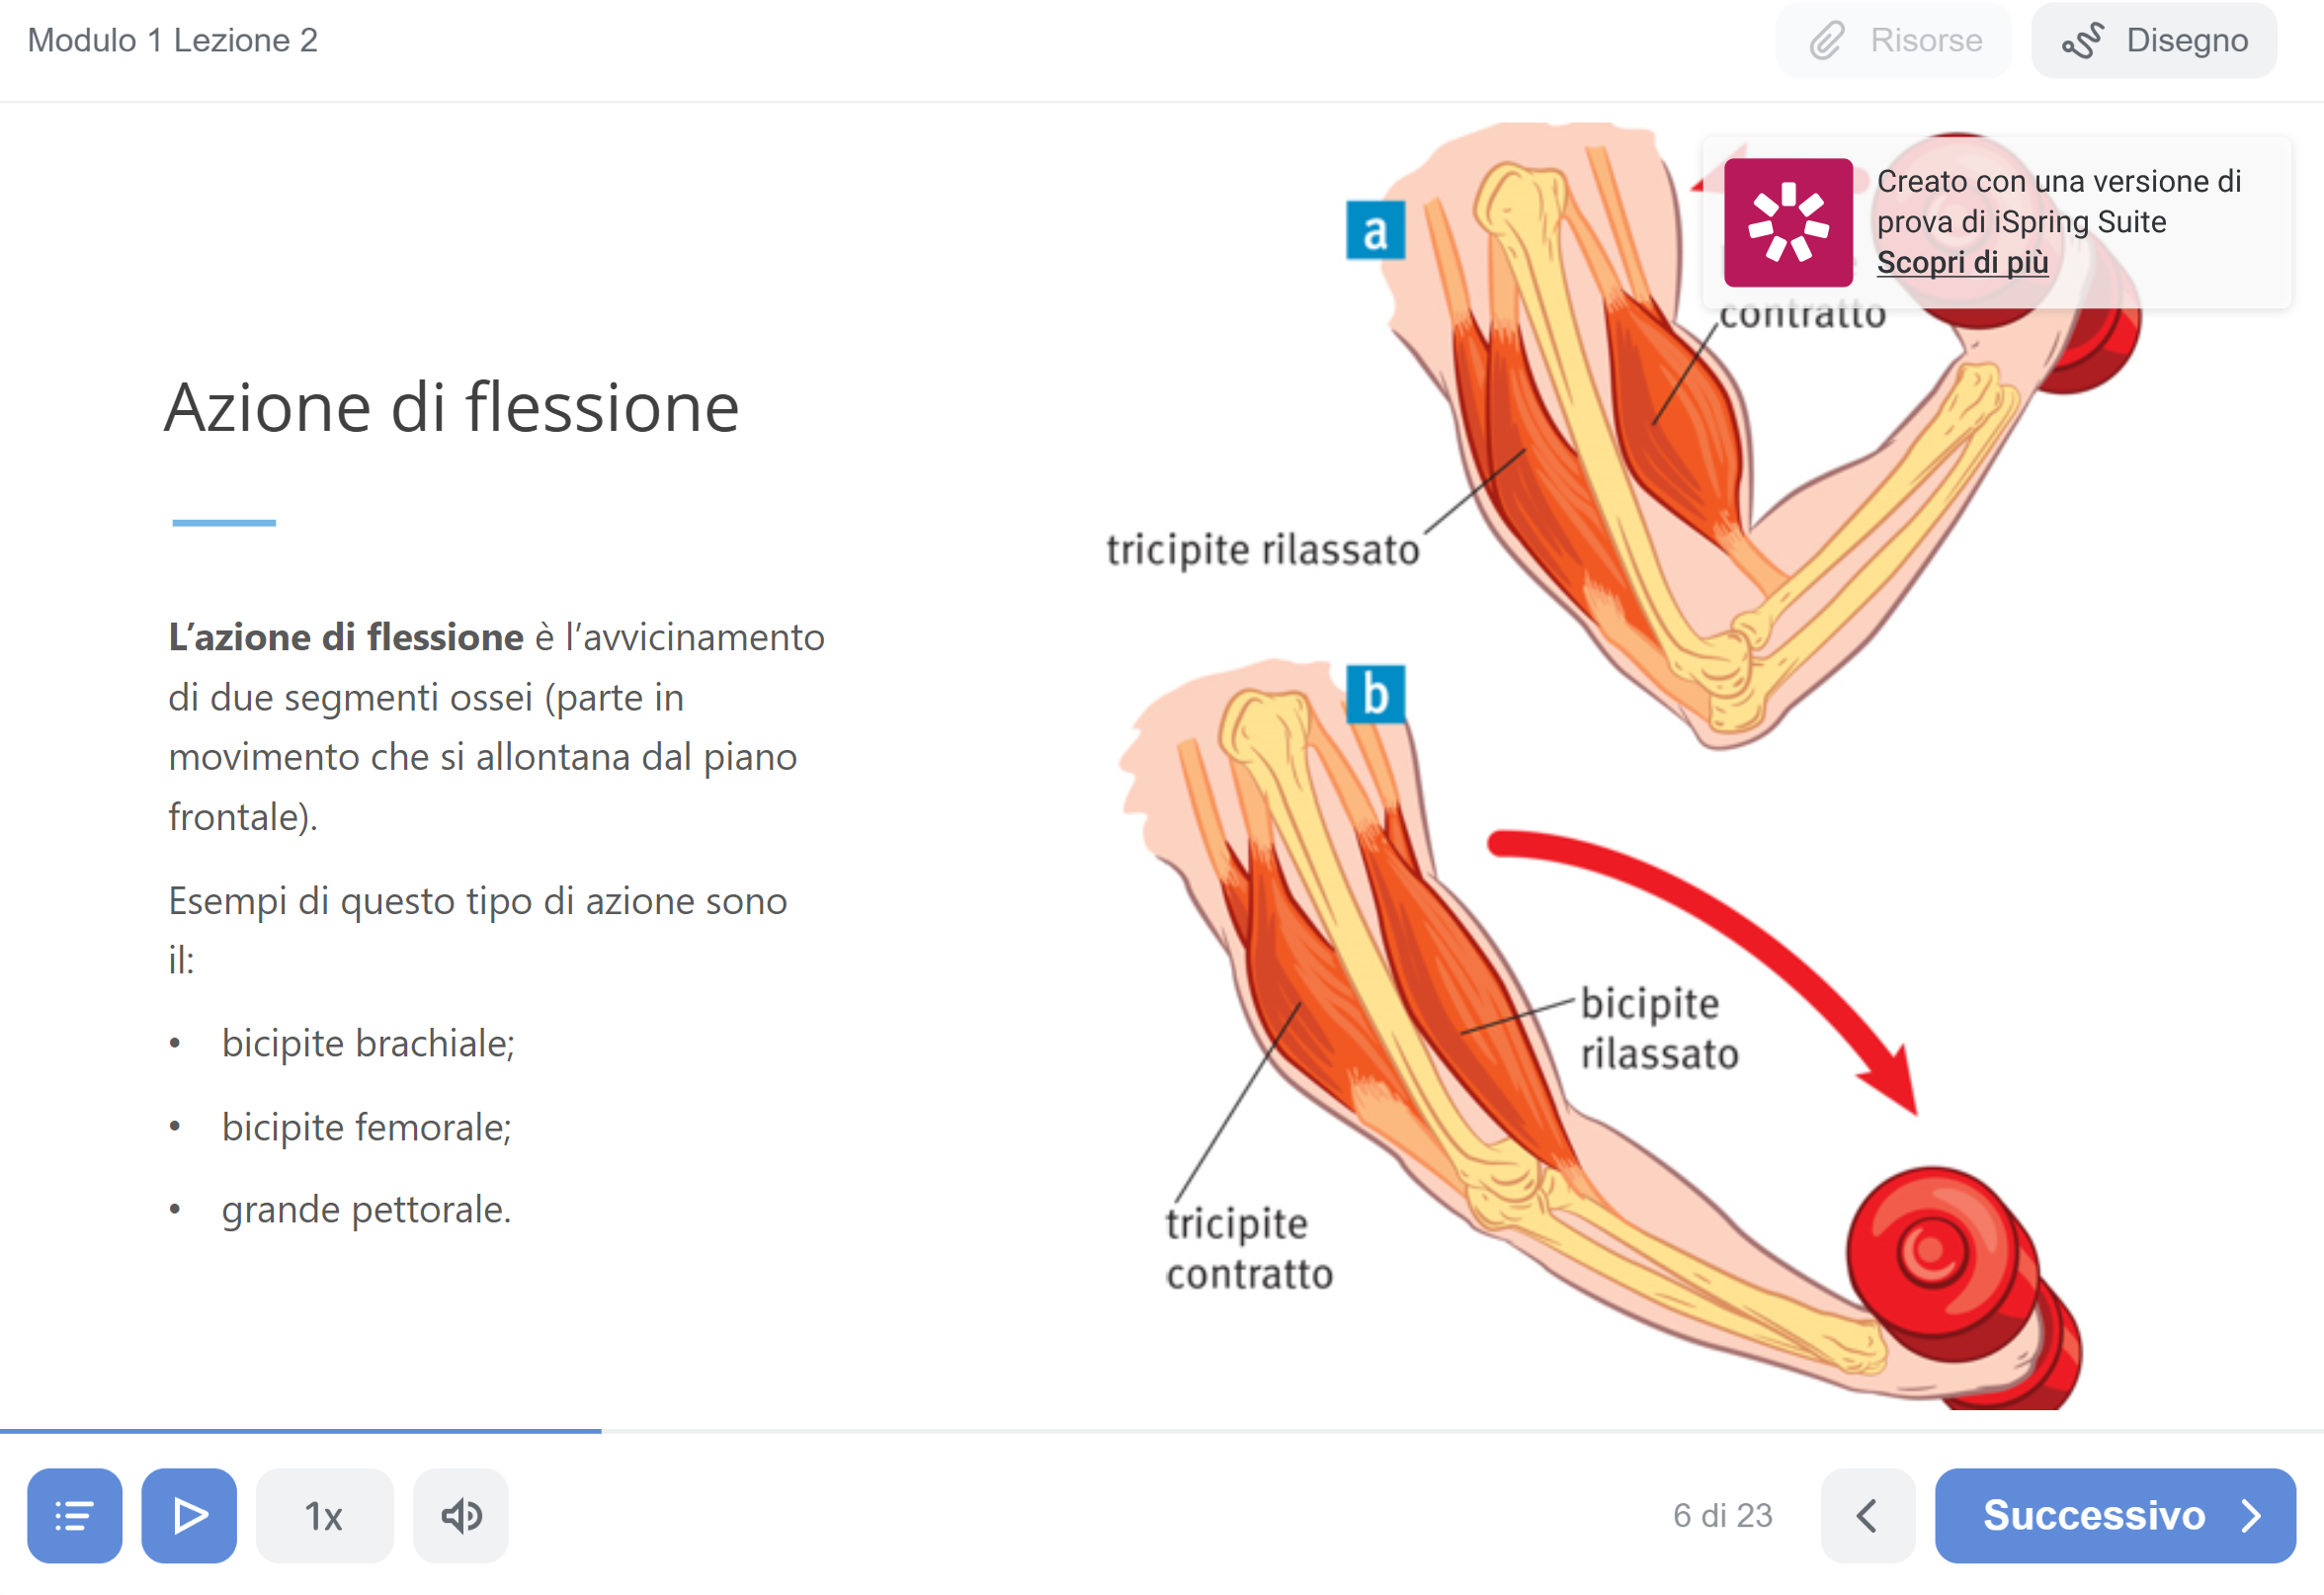 Modulo 1 Lezione 2
Risorse
Disegno
Creato con una versione di
prova di iSpring Suite
Scopri di più
a
contratto
Azione di flessione
tricipite rilassato
L’azione di flessione è l’avvicinamento
di due segmenti ossei (parte in
movimento che si allontana dal piano
frontale).
Esempi di questo tipo di azione sono
il:
• bicipite brachiale;
• bicipite femorale;
• grande pettorale.
b
bicipite
rilassato
tricipite
contratto
1x
6 di 23
Successivo